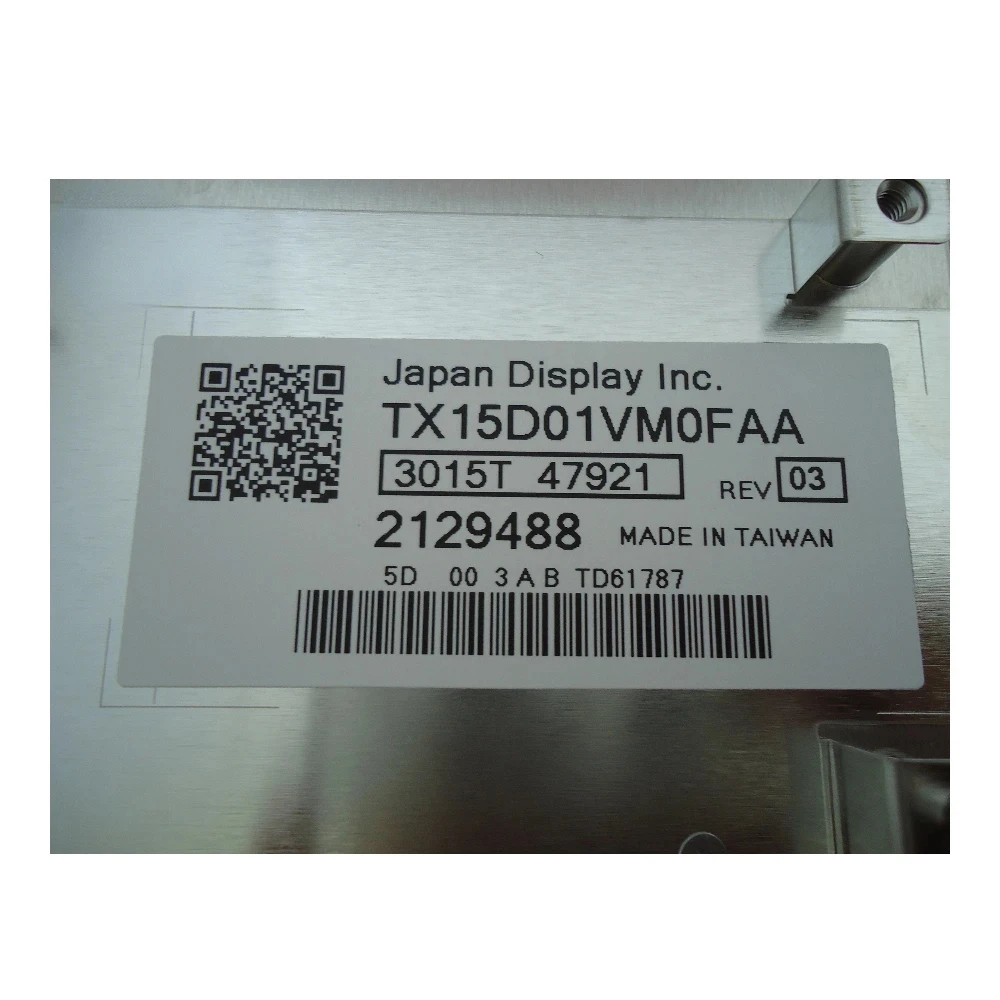 Japan Display Inc.
TX15D01VM0FAA
3015T 47921 REV 03
2129488 MADE IN TAIWAN
5D 00 3 A B TD61787